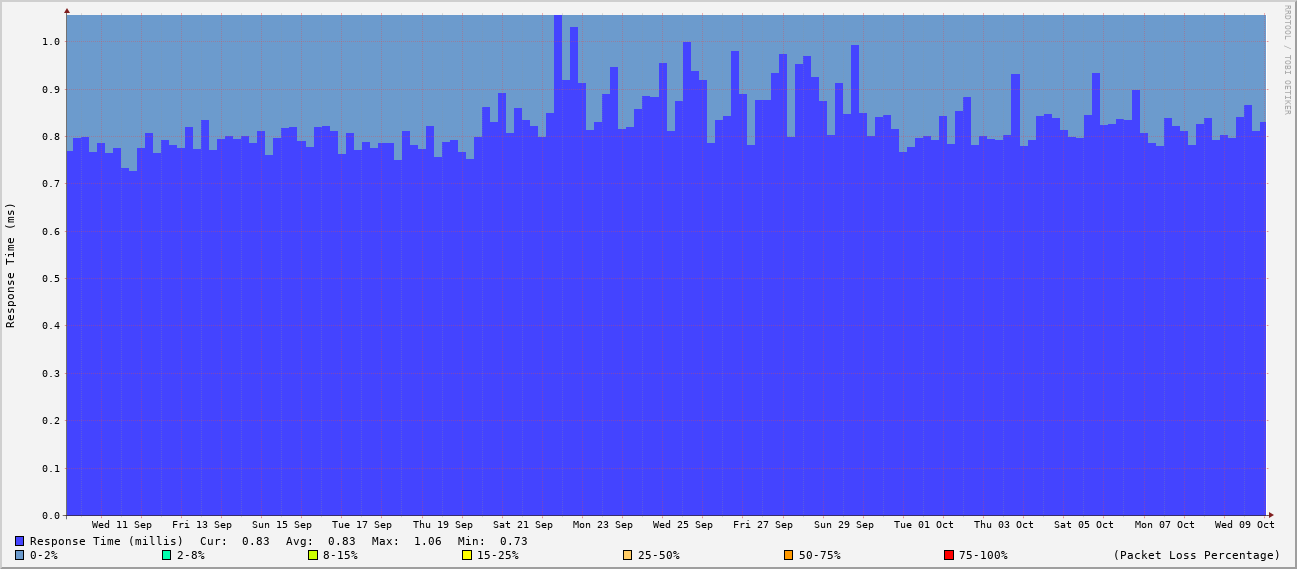 RRDTOOL / TOBI OETIKER
Response Time (ms)
1.0
0.9
0.8
0.7
0.6
0.5
0.4
0.3
0.2
0.1
0.0
Wed 11 Sep Fri 13 Sep Sun 15 Sep Tue 17 Sep Thu 19 Sep Sat 21 Sep Mon 23 Sep Wed 25 Sep Fri 27 Sep Sun 29 Sep Tue 01 Oct Thu 03 Oct Sat 05 Oct Mon 07 Oct Wed 09 Oct
Response Time (millis) Cur: 0.83 Avg: 0.83 Max: 1.06 Min: 0.73
0-2% 2-8% 8-15% 15-25% 25-50% 50-75% 75-100% (Packet Loss Percentage)